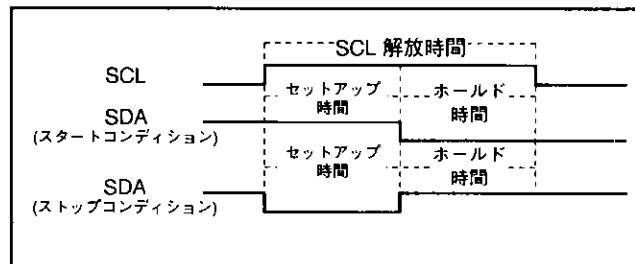 SCL 解放時間
SCL
セットアップ
時間
ホールド
時間
SDA
(スタートコンディション)
セットアップ
時間
ホールド
時間
SDA
(ストップコンディション)